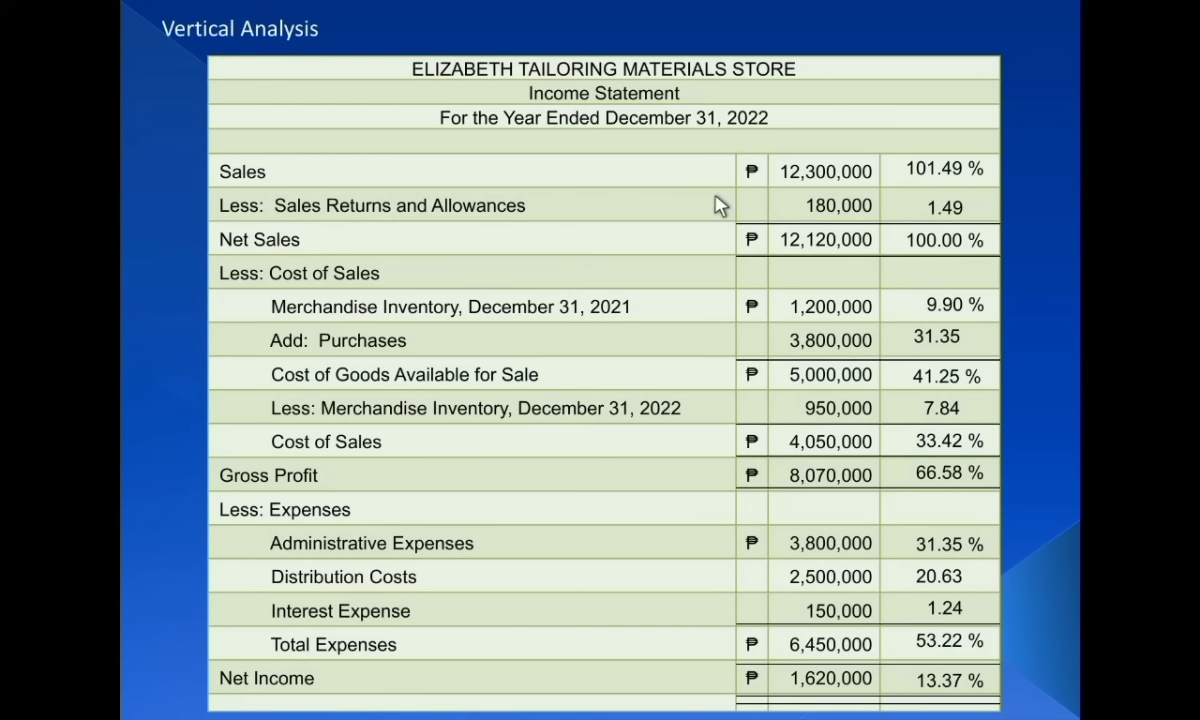 Vertical Analysis
ELIZABETH TAILORING MATERIALS STORE
Income Statement
For the Year Ended December 31, 2022
Sales ₱ 12,300,000 101.49 %
Less: Sales Returns and Allowances 180,000 1.49
Net Sales ₱ 12,120,000 100.00 %
Less: Cost of Sales
Merchandise Inventory, December 31, 2021 ₱ 1,200,000 9.90 %
Add: Purchases 3,800,000 31.35
Cost of Goods Available for Sale ₱ 5,000,000 41.25 %
Less: Merchandise Inventory, December 31, 2022 950,000 7.84
Cost of Sales ₱ 4,050,000 33.42 %
Gross Profit ₱ 8,070,000 66.58 %
Less: Expenses
Administrative Expenses ₱ 3,800,000 31.35 %
Distribution Costs 2,500,000 20.63
Interest Expense 150,000 1.24
Total Expenses ₱ 6,450,000 53.22 %
Net Income ₱ 1,620,000 13.37 %